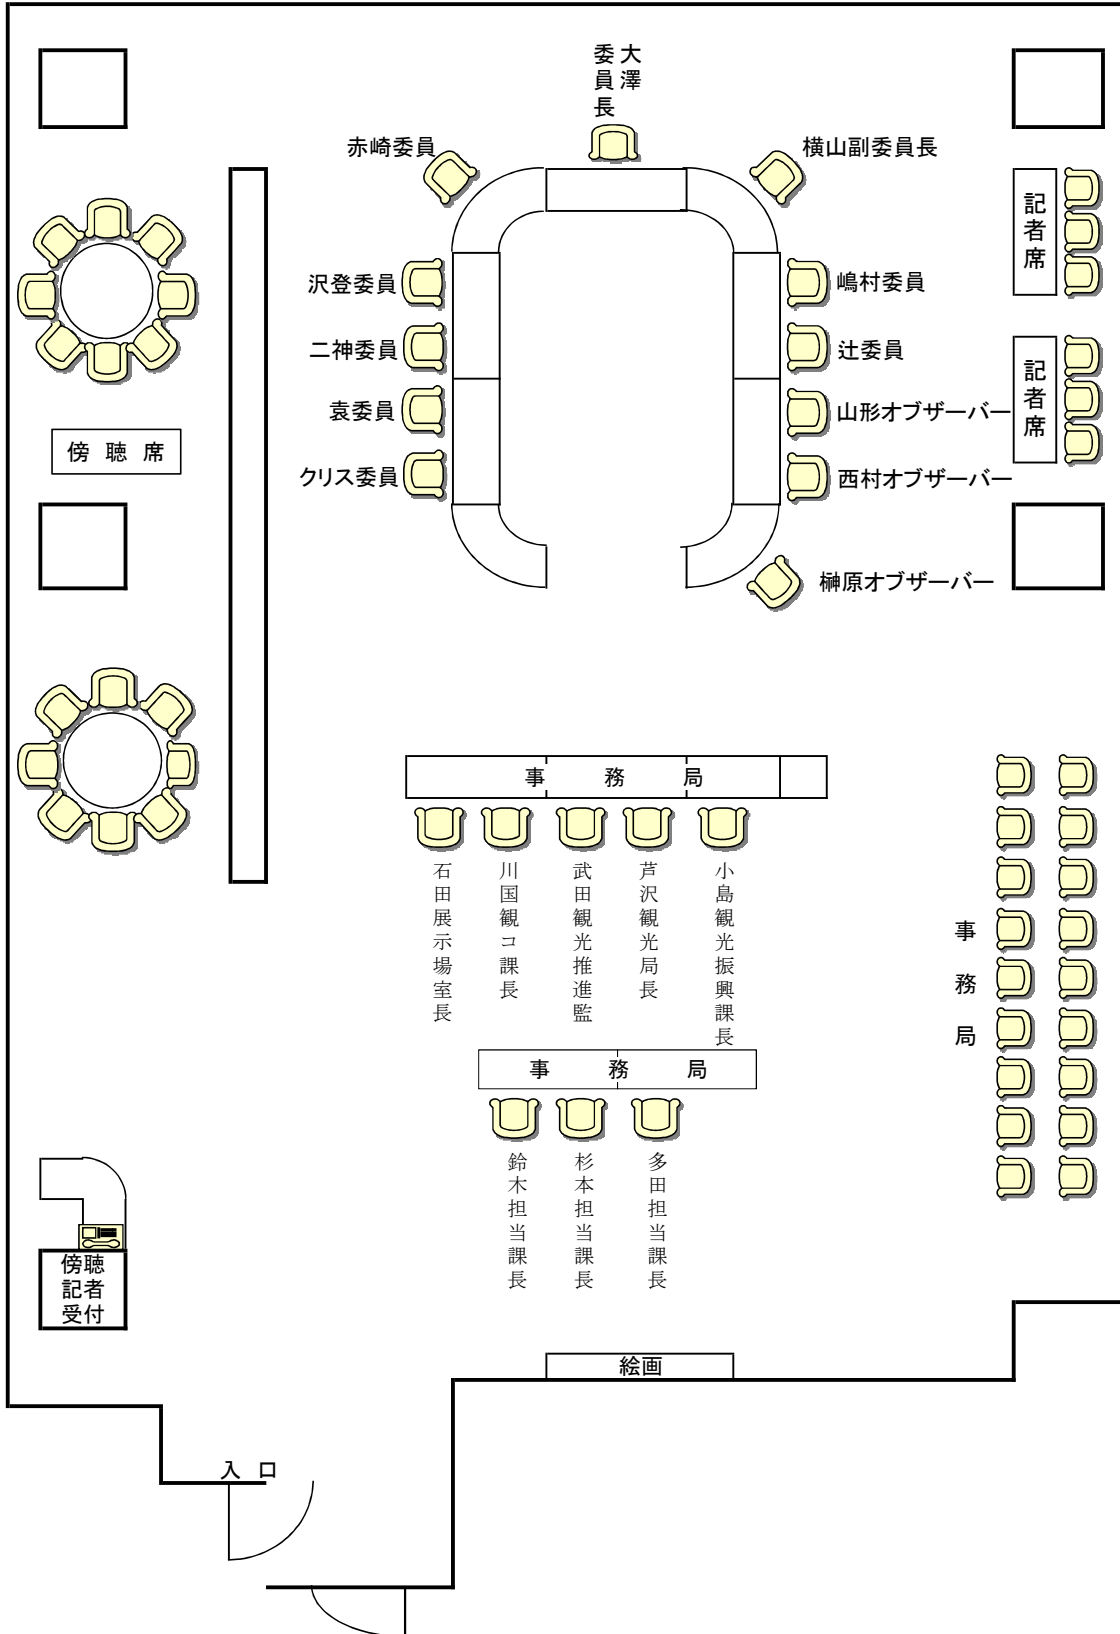 大澤
委員長
赤崎委員
横山副委員長
記者席
沢登委員
嶋村委員
二神委員
辻委員
記者席
袁委員
山形オブザーバー
傍聴席
クリス委員
西村オブザーバー
榊原オブザーバー
事務局
石田展示場室長
川国観コ課長
武田観光推進監
芦沢観光局長
小島観光振興課長
事務局
事務局
鈴木担当課長
杉本担当課長
多田担当課長
傍聴
記者
受付
絵画
入口